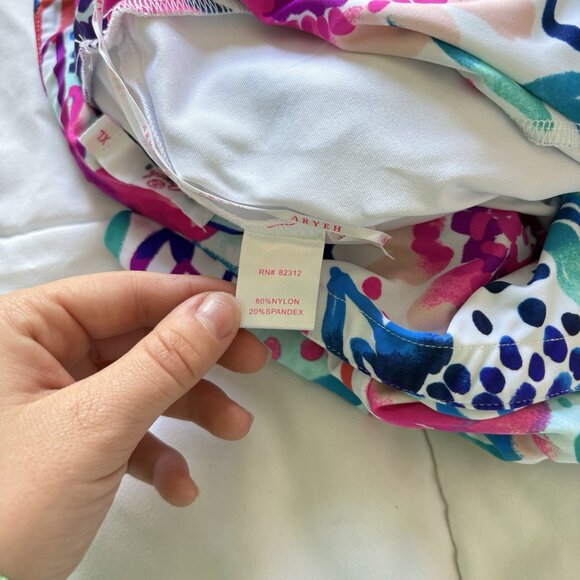 XL
ARYEH
RN# 82312
80%NYLON
20%SPANDEX